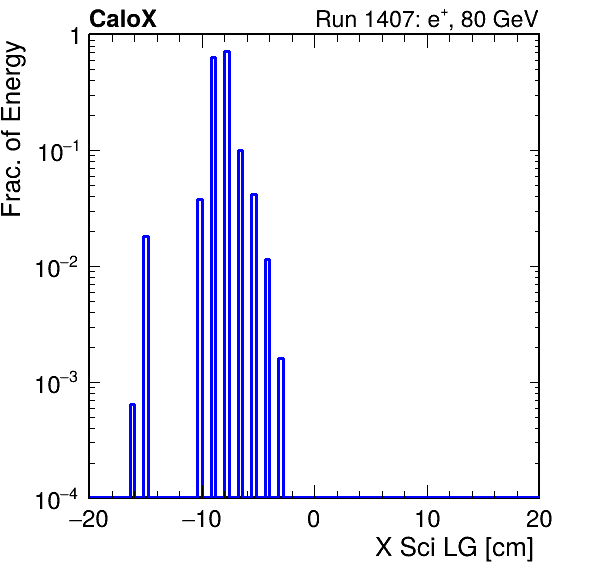 CaloX Run 1407: e⁺, 80 GeV
Frac. of Energy
1
10⁻¹
10⁻²
10⁻³
10⁻⁴
−20 −10 0 10 20
X Sci LG [cm]